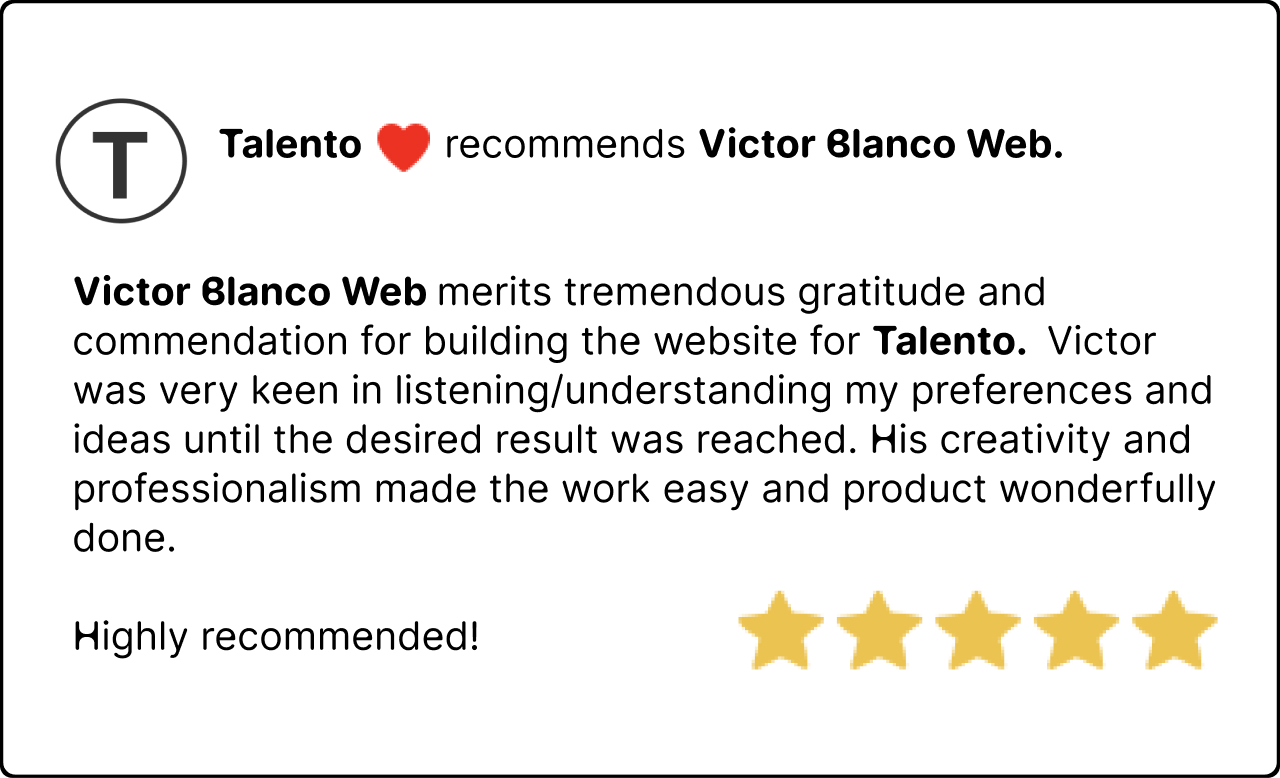 T
Talento ❤️ recommends Victor Blanco Web.
Victor Blanco Web merits tremendous gratitude and
commendation for building the website for Talento.  Victor
was very keen in listening/understanding my preferences and
ideas until the desired result was reached. His creativity and
professionalism made the work easy and product wonderfully
done.
Highly recommended!